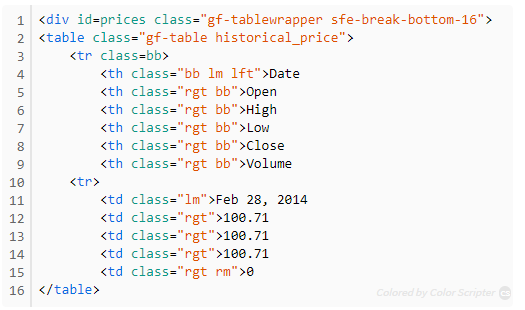 1 <div id=prices class="gf-tablewrapper sfe-break-bottom-16">
2 <table class="gf-table historical_price">
3     <tr class=bb>
4         <th class="bb lm lft">Date
5         <th class="rgt bb">Open
6         <th class="rgt bb">High
7         <th class="rgt bb">Low
8         <th class="rgt bb">Close
9         <th class="rgt bb">Volume
10     <tr>
11         <td class="lm">Feb 28, 2014
12         <td class="rgt">100.71
13         <td class="rgt">100.71
14         <td class="rgt">100.71
15         <td class="rgt rm">0
16 </table>
Colored by Color Scripter cs